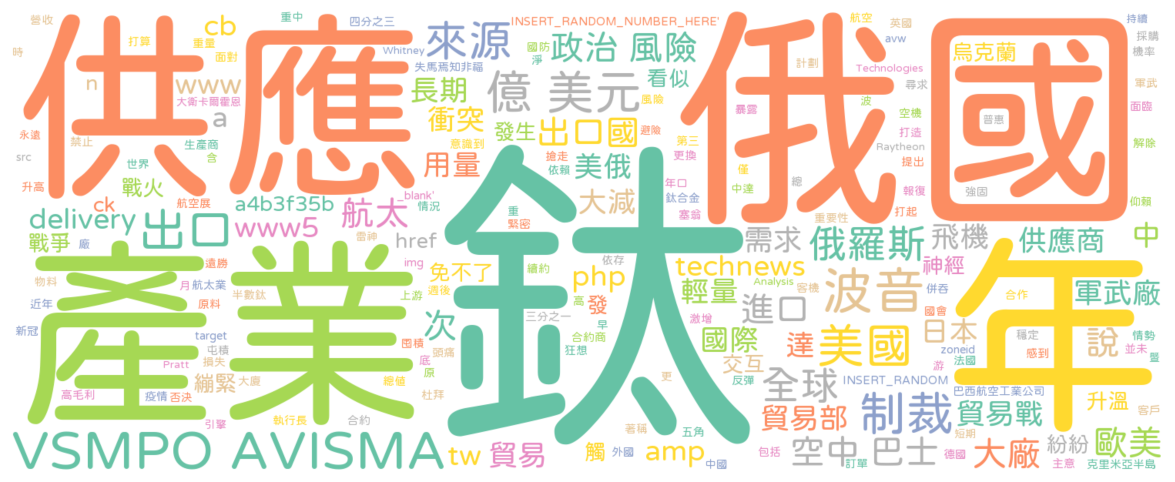 供應
俄國
鈦
產業
年
VSMPO AVISMA
營收
重中
四分之三
INSERT_RANDOM_NUMBER_HERE'
航空
英國
持續
時
打算
cb
來源
國防
政治 風險
avw
採購
重量
面對
Whitney
失馬焉知非福
淨
計劃
烏克蘭
機率
n
www
長期
億 美元
看似
Technologies
尋求
軍武
大衛卡爾霍恩
a
衝突
發生
出口國
風險
暴露
波
空機
普惠
面臨
永遠
禁止
生產商
含
意識到
避險
第三
打造
解除
src
世界
用量
搶走
依賴
美俄
更換
僅
Raytheon
提出
升高
航空展
戰火
_blank'
年口
中達
總
報復
強固
仰賴
ck
a4b3f35b
情況
重
大減
鈦合金
塞翁
重要性
打起
delivery
出口
www5
航太
緊密
需求
俄羅斯
飛機
供應商
中
戰爭
廠
雷神
href
依存
technews
神經
情勢
遠勝
img
免不了
續約
php
Analysis
客機
併吞
合作
穩定
並未
物料
月
航太業
上游
過後
高
發
輕量
進口
波音
國會
軍武廠
近年
原料
半數鈦
次
三分之一
早
激增
日本
感到
說
新冠
target
屯積
囤積
合約商
國際
達
美國
zoneid
法國
盤
Pratt
損失
頭痛
狂想
交互
游
繃緊
大廈
底
原
更
反彈
全球
INSERT_RANDOM
巴西航空工業公司
高毛利
疫情
否決
總值
杜拜
著稱
貿易部
制裁
貿易戰
升溫
客戶
引擎
執行長
合約
五角
短期
tw
貿易
觸
外國
amp
中國
包括
空中 巴士
訂單
德國
大廠
紛紛
主意
歐美
克里米亞半島